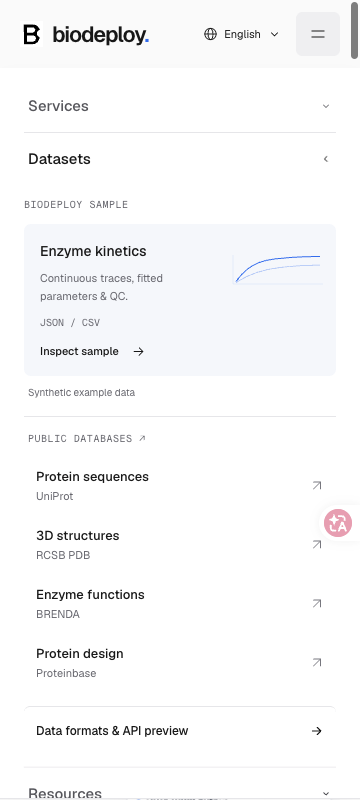 B biodeploy.
English
Services
Datasets
BIODEPLOY SAMPLE
Enzyme kinetics
Continuous traces, fitted
parameters & QC.
JSON / CSV
Inspect sample →
Synthetic example data
PUBLIC DATABASES ↗
Protein sequences
UniProt
3D structures
RCSB PDB
Enzyme functions
BRENDA
Protein design
Proteinbase
Data formats & API preview →
Resources